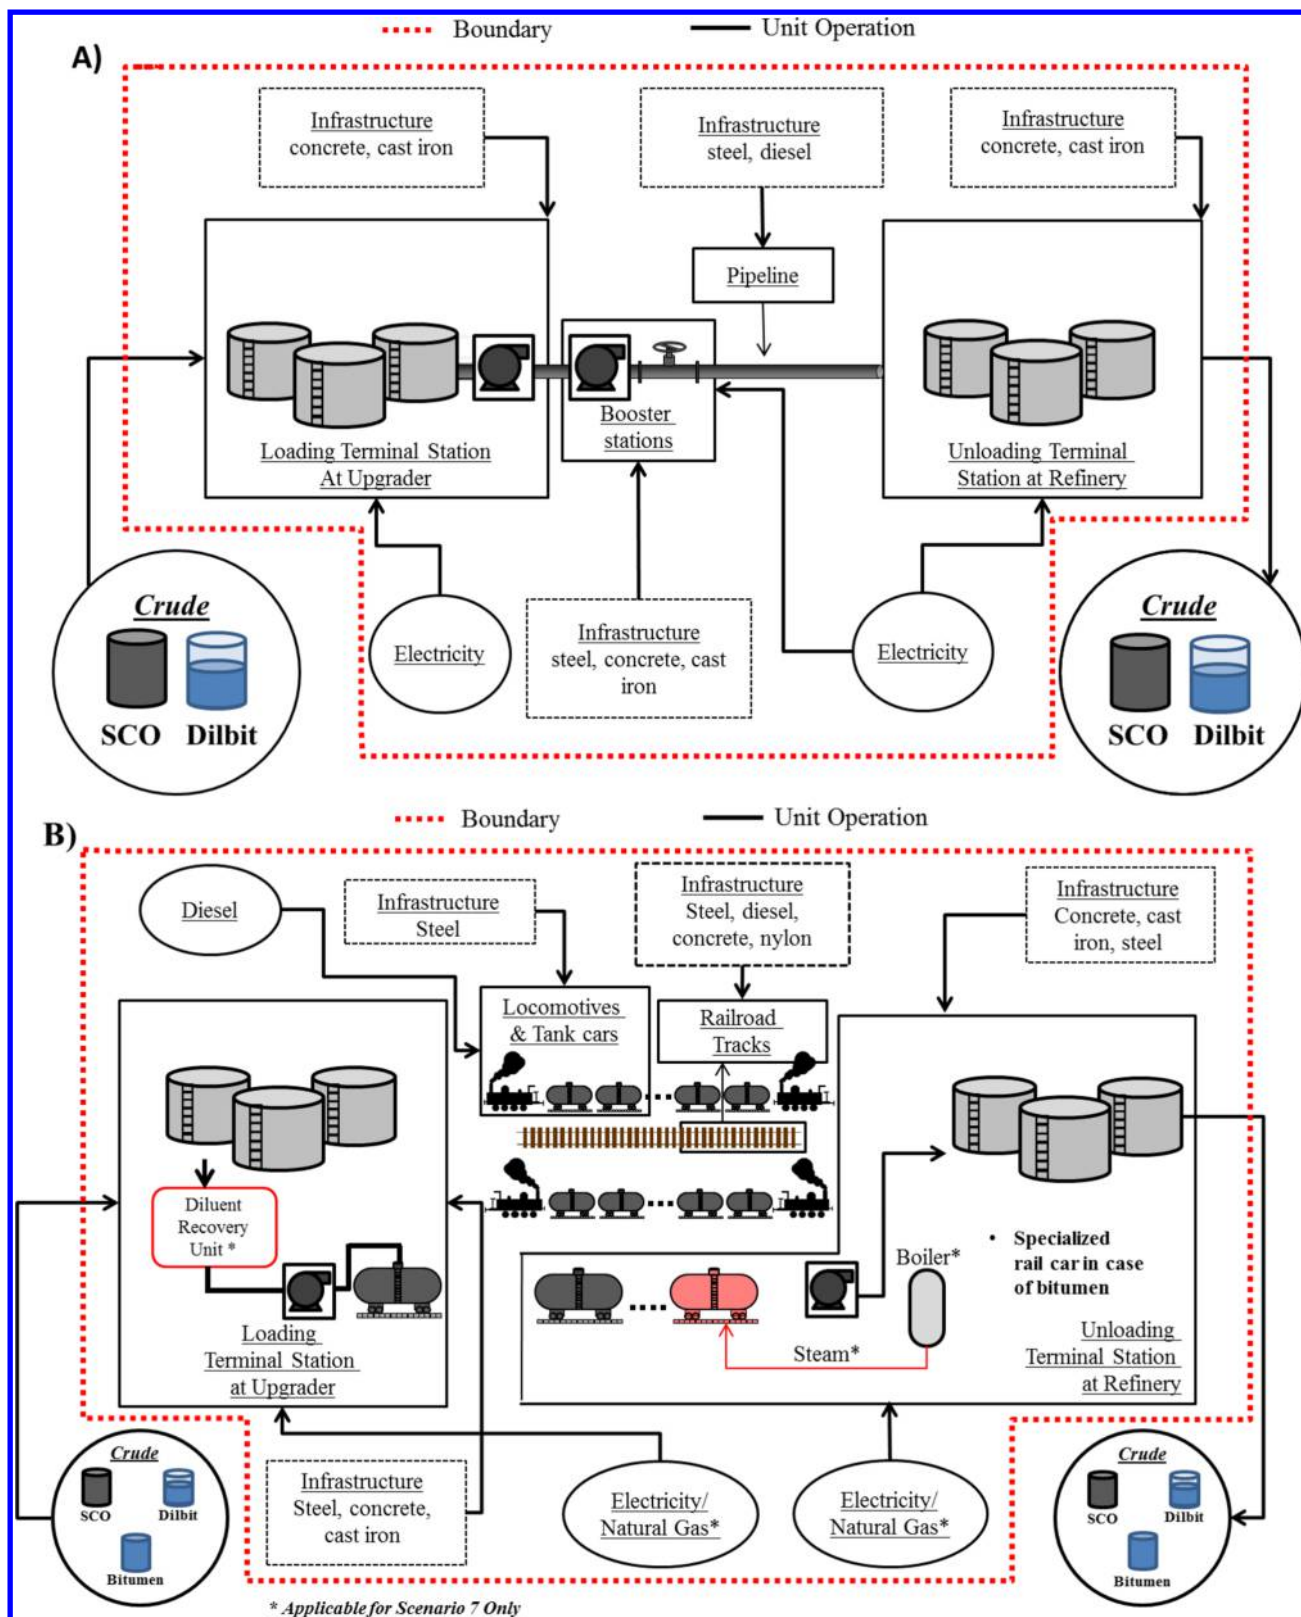 Boundary
Unit Operation
A)
Infrastructure
concrete, cast iron
Infrastructure
steel, diesel
Infrastructure
concrete, cast iron
Pipeline
Booster
stations
Loading Terminal Station
At Upgrader
Unloading Terminal
Station at Refinery
Crude
SCO
Dilbit
Electricity
Infrastructure
steel, concrete, cast
iron
Electricity
Crude
SCO
Dilbit
Boundary
Unit Operation
B)
Diesel
Infrastructure
Steel
Infrastructure
Steel, diesel,
concrete, nylon
Infrastructure
Concrete, cast
iron, steel
Locomotives
& Tank cars
Railroad
Tracks
Diluent
Recovery
Unit *
Loading
Terminal Station
at Upgrader
Boiler*
Steam*
• Specialized
rail car in case
of bitumen
Unloading
Terminal Station
at Refinery
Crude
SCO
Dilbit
Bitumen
Infrastructure
Steel, concrete,
cast iron
Electricity/
Natural Gas*
Electricity/
Natural Gas*
Crude
SCO
Dilbit
Bitumen
* Applicable for Scenario 7 Only